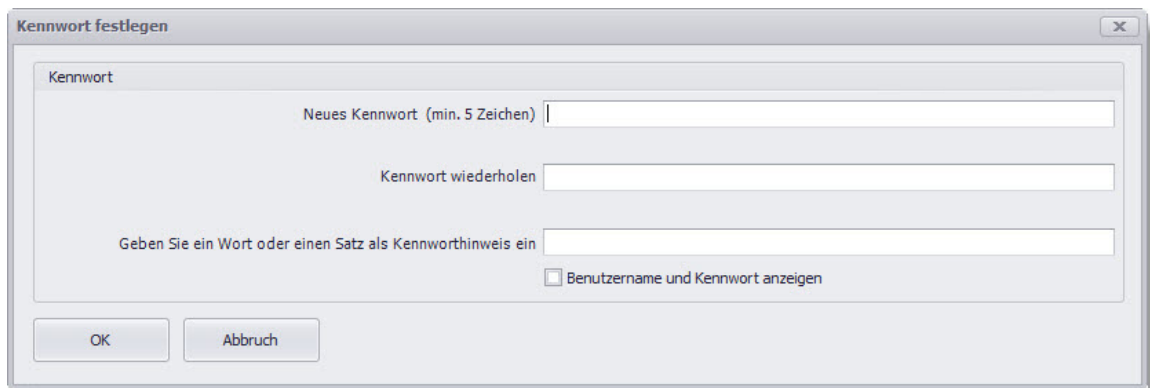 Kennwort festlegen
Kennwort
Neues Kennwort (min. 5 Zeichen)
Kennwort wiederholen
Geben Sie ein Wort oder einen Satz als Kennworthinweis ein
Benutzername und Kennwort anzeigen
OK Abbruch